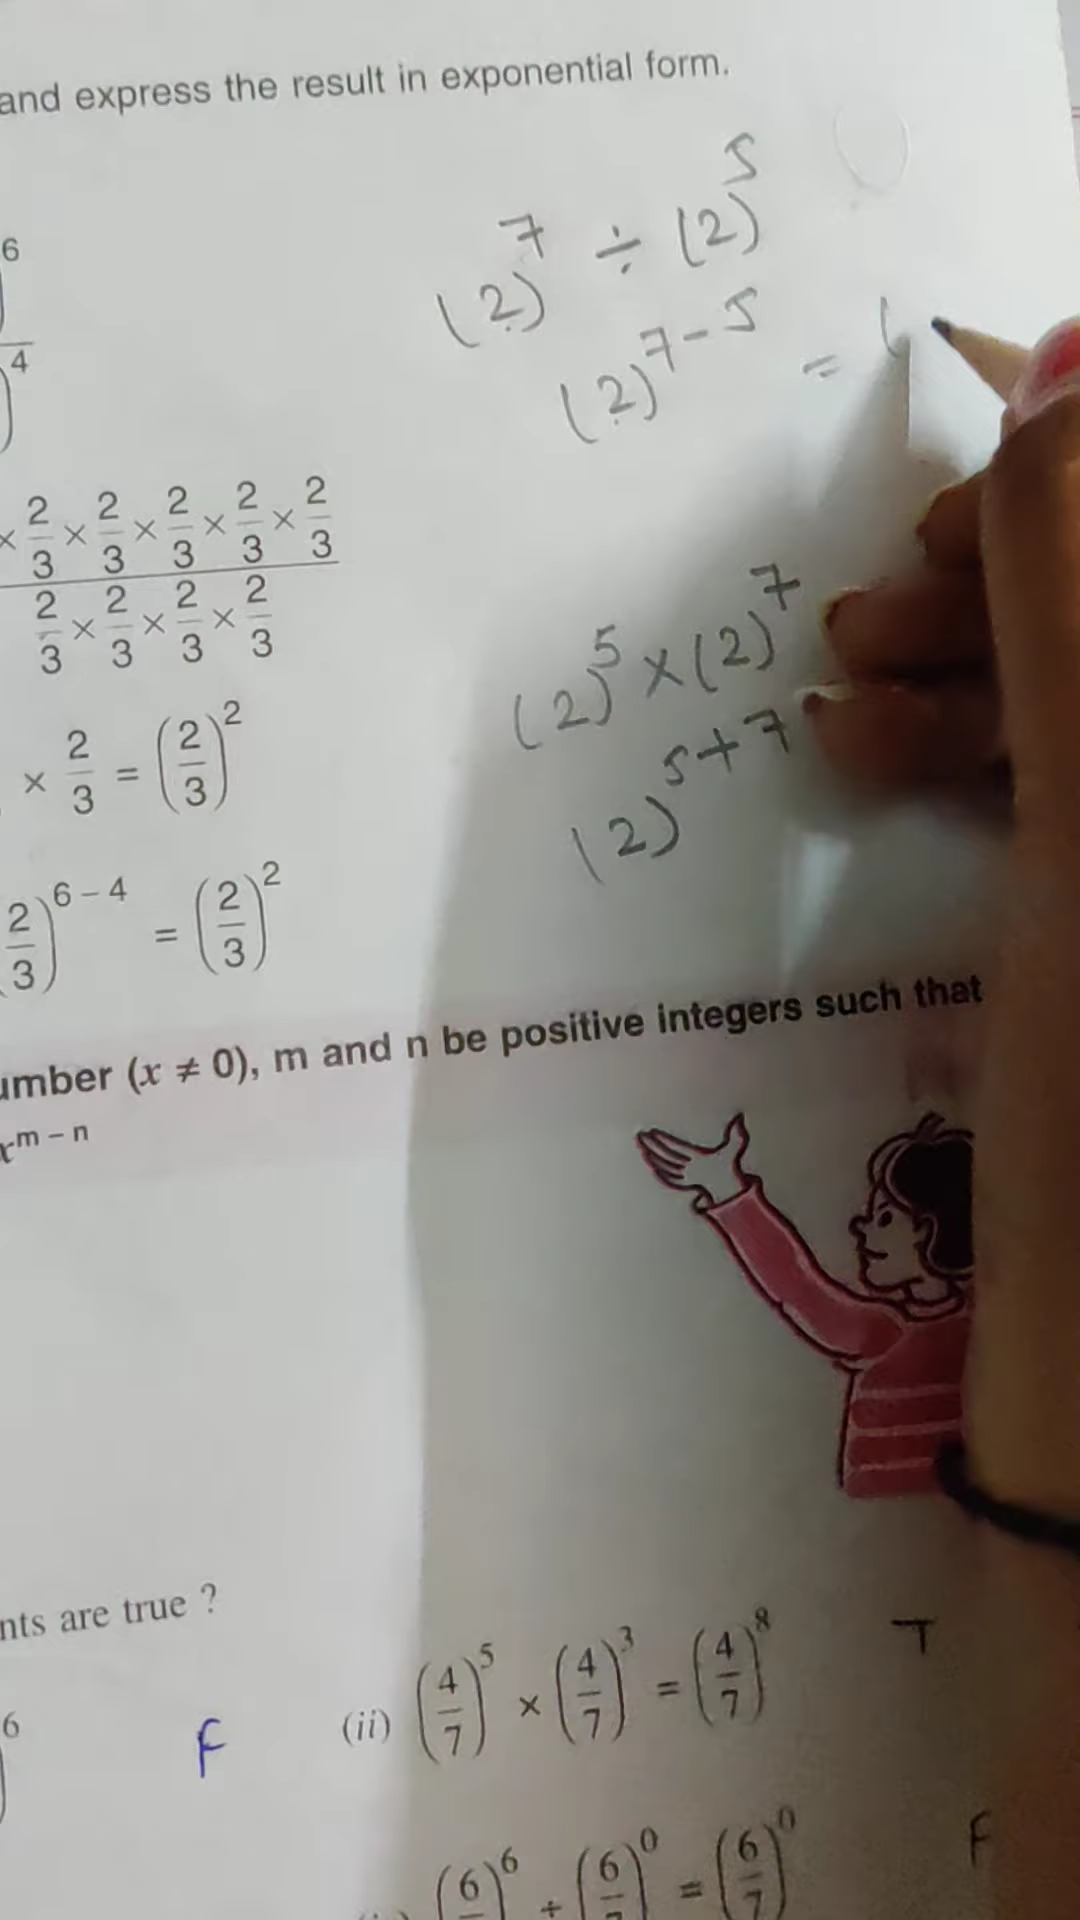 and express the result in exponential form.
6
4
(2)⁷ ÷ (2)⁵
(2)⁷⁻⁵ = (
× 2/3 × 2/3 × 2/3 × 2/3 × 2/3
2/3 × 2/3 × 2/3 × 2/3
(2)⁵ × (2)⁷
(2)⁵⁺⁷
× 2/3 = (2/3)²
(2/3)⁶⁻⁴ = (2/3)²
(x ≠ 0), m and n be positive integers such that
xᵐ⁻ⁿ
are true ?
6 F (ii) (4/7)⁵ × (4/7)³ = (4/7)⁸ T
(6/7)⁶ ÷ (6/7)⁰ = (6/7)⁰ F